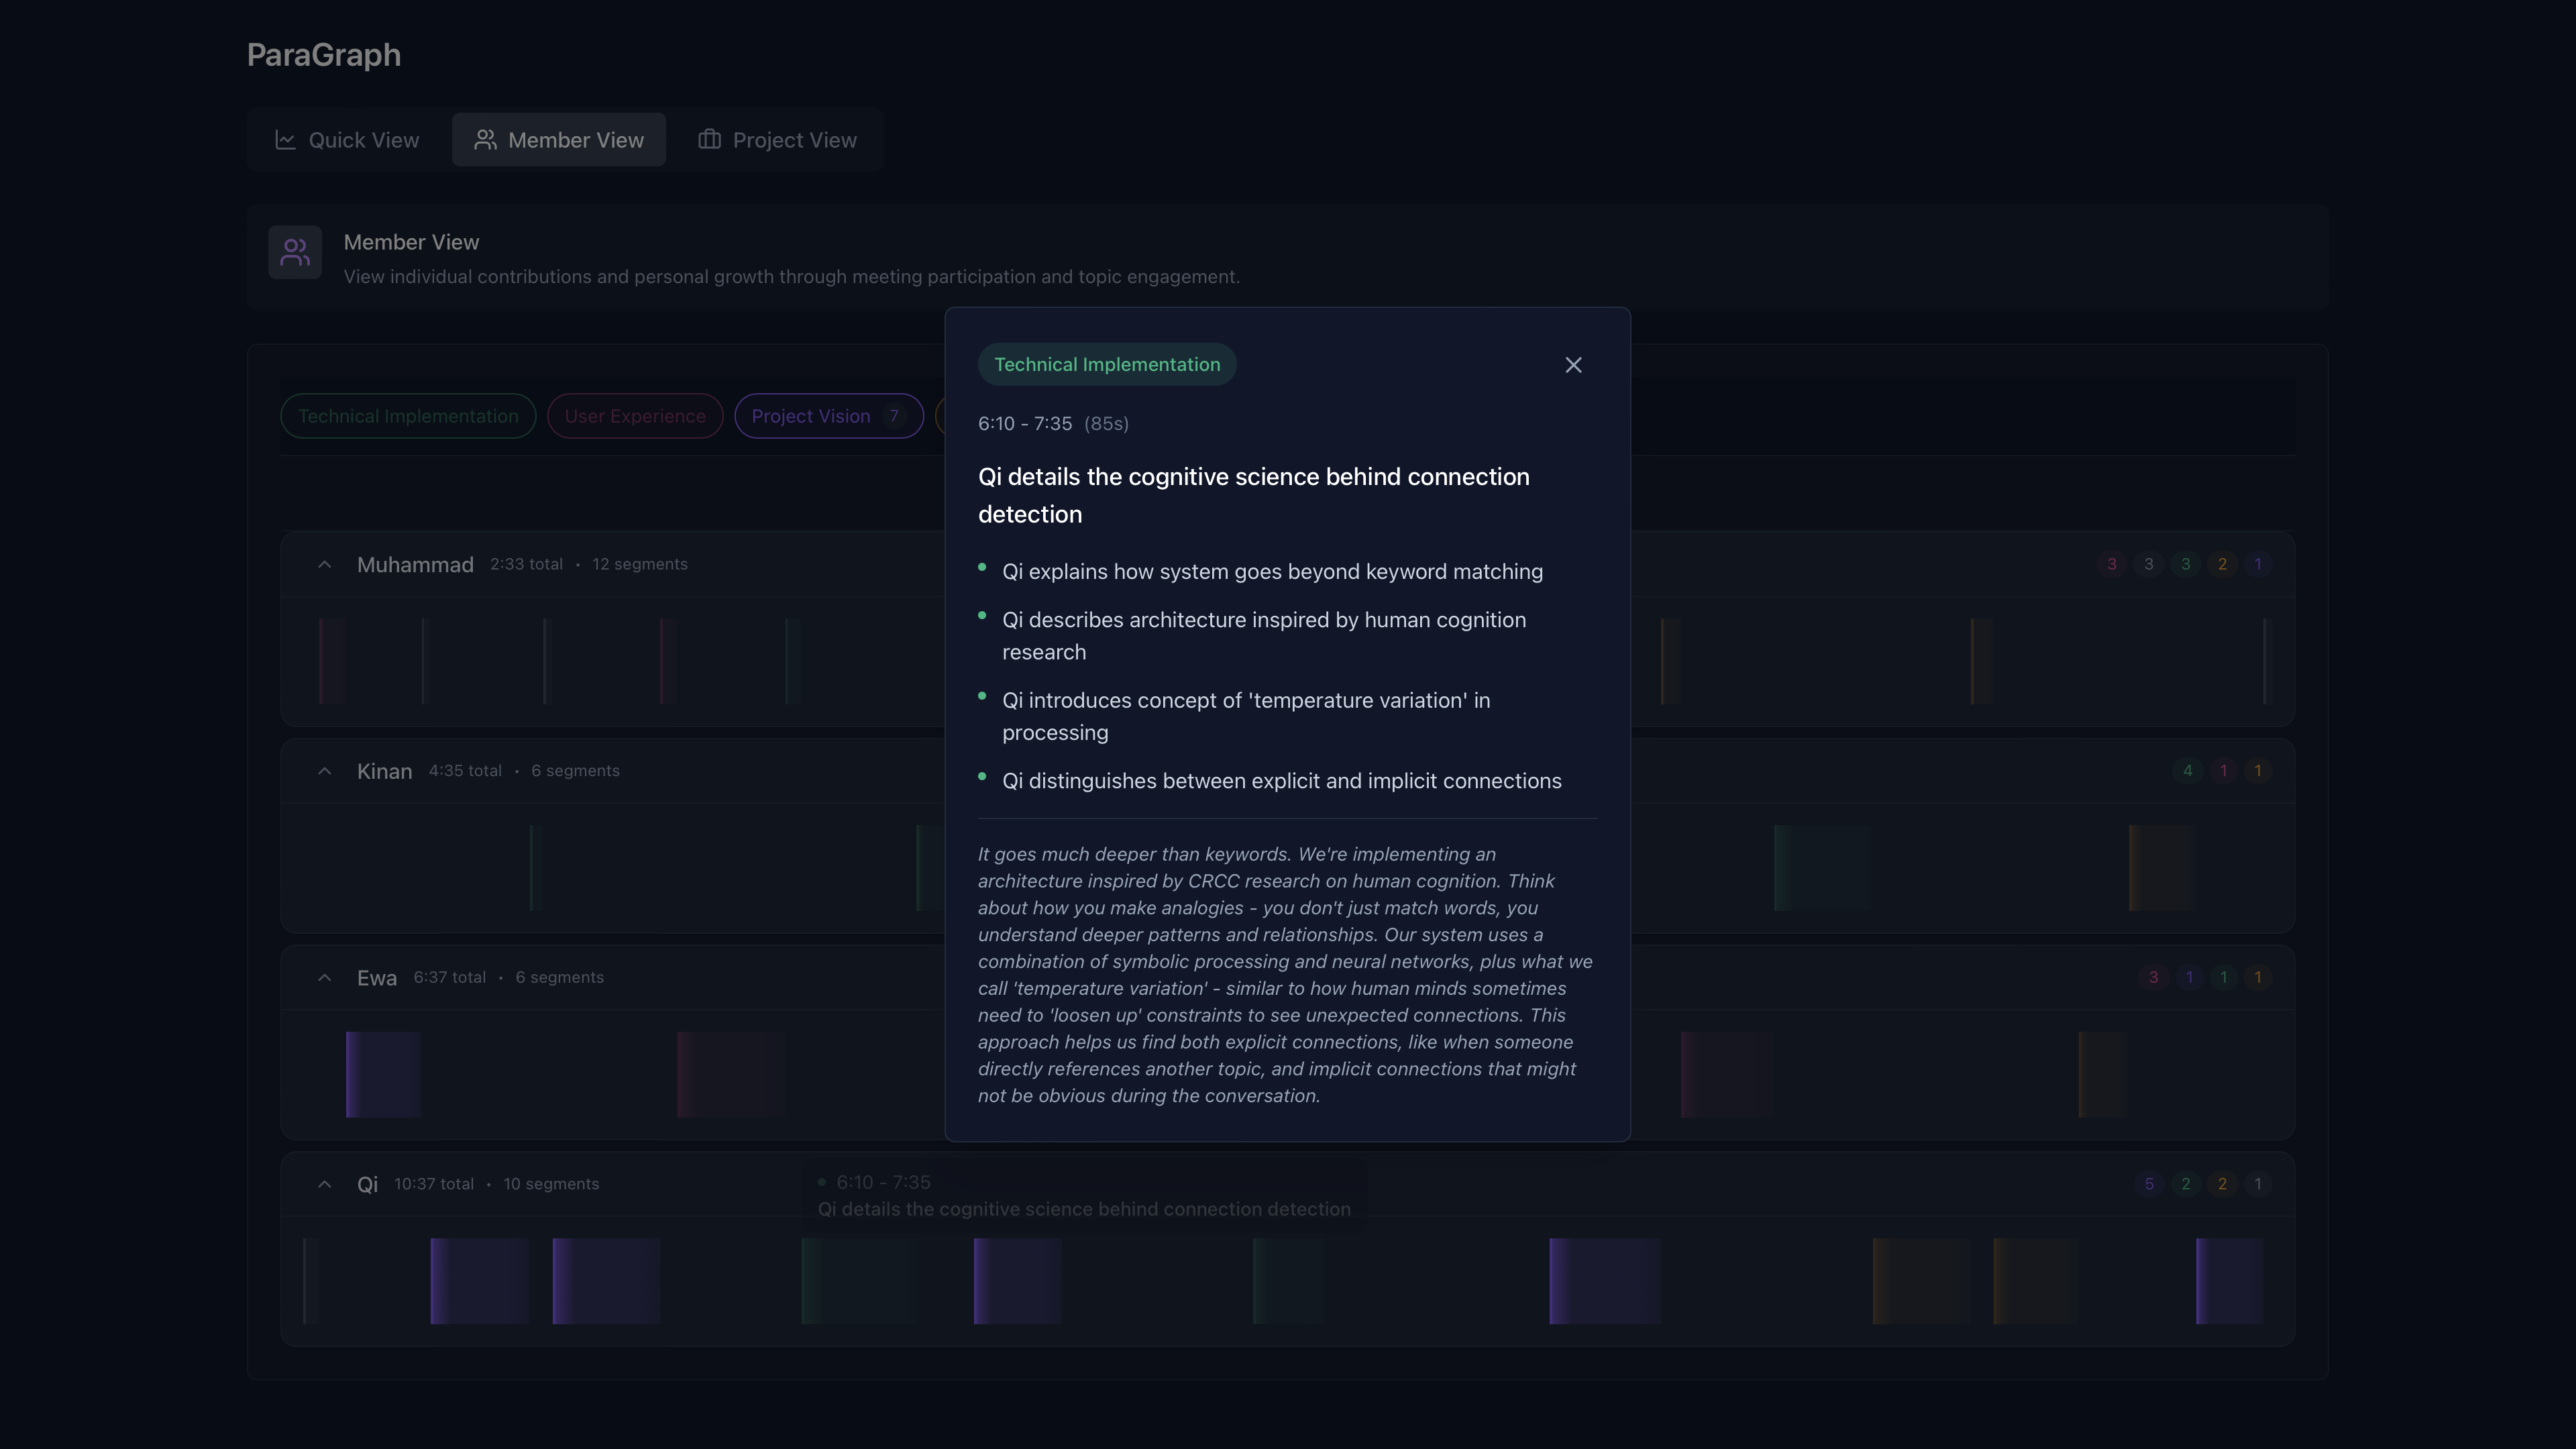 ParaGraph
Quick View
Member View
Project View
Member View
View individual contributions and personal growth through meeting participation and topic engagement.
Technical Implementation
User Experience
Project Vision 7
Technical Implementation
6:10 - 7:35 (85s)
Qi details the cognitive science behind connection
detection
Qi explains how system goes beyond keyword matching
Qi describes architecture inspired by human cognition
research
Qi introduces concept of 'temperature variation' in
processing
Qi distinguishes between explicit and implicit connections
It goes much deeper than keywords. We're implementing an
architecture inspired by CRCC research on human cognition. Think
about how you make analogies - you don't just match words, you
understand deeper patterns and relationships. Our system uses a
combination of symbolic processing and neural networks, plus what we
call 'temperature variation' - similar to how human minds sometimes
need to 'loosen up' constraints to see unexpected connections. This
approach helps us find both explicit connections, like when someone
directly references another topic, and implicit connections that might
not be obvious during the conversation.
Muhammad 2:33 total • 12 segments
3 3 3 2 1
Kinan 4:35 total • 6 segments
4 1 1
Ewa 6:37 total • 6 segments
3 1 1 1
Qi 10:37 total • 10 segments
5 2 2 1
6:10 - 7:35
Qi details the cognitive science behind connection detection